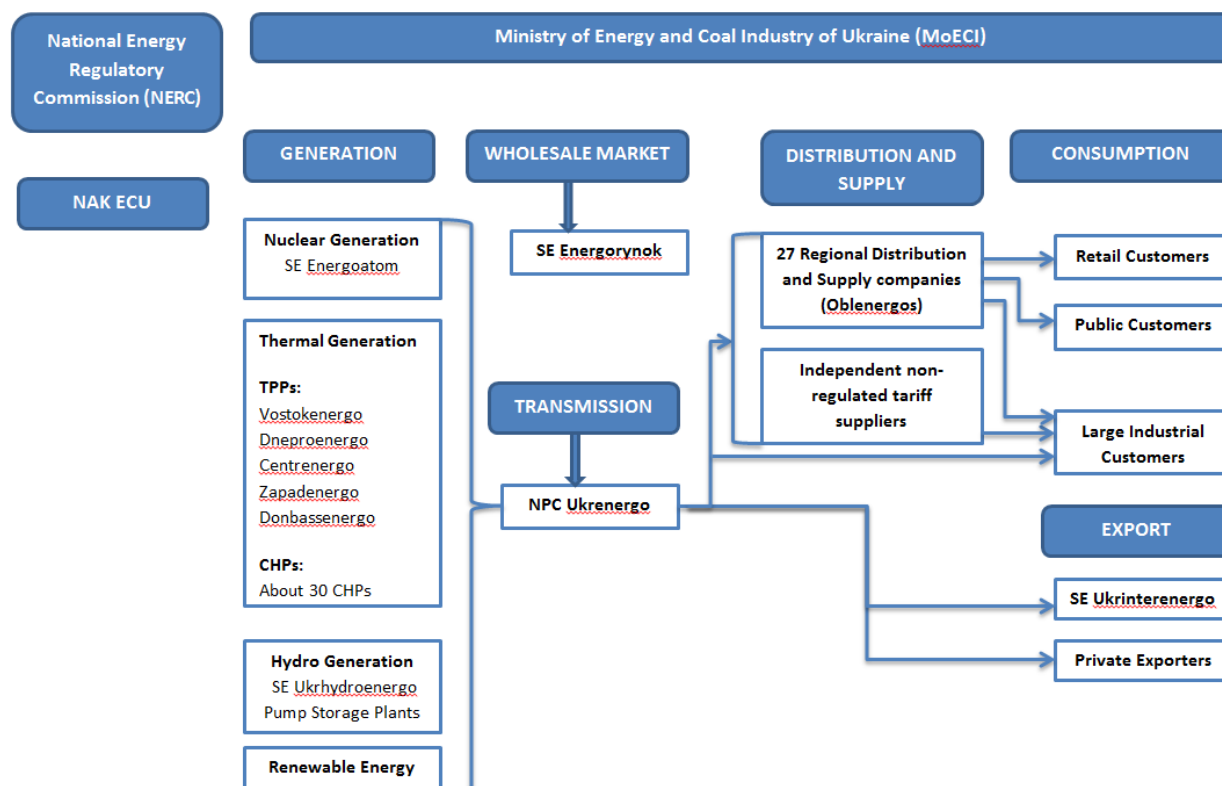 National Energy
Regulatory
Commission (NERC)
Ministry of Energy and Coal Industry of Ukraine (MoECI)
NAK ECU
GENERATION
WHOLESALE MARKET
DISTRIBUTION AND
SUPPLY
CONSUMPTION
Nuclear Generation
SE Energoatom
Thermal Generation
TPPs:
Vostokenergo
Dneproenergo
Centrenergo
Zapadenergo
Donbassenergo
CHPs:
About 30 CHPs
Hydro Generation
SE Ukrhydroenergo
Pump Storage Plants
Renewable Energy
SE Energorynok
TRANSMISSION
NPC Ukrenergo
27 Regional Distribution
and Supply companies
(Oblenergos)
Independent non-
regulated tariff
suppliers
Retail Customers
Public Customers
Large Industrial
Customers
EXPORT
SE Ukrinterenergo
Private Exporters